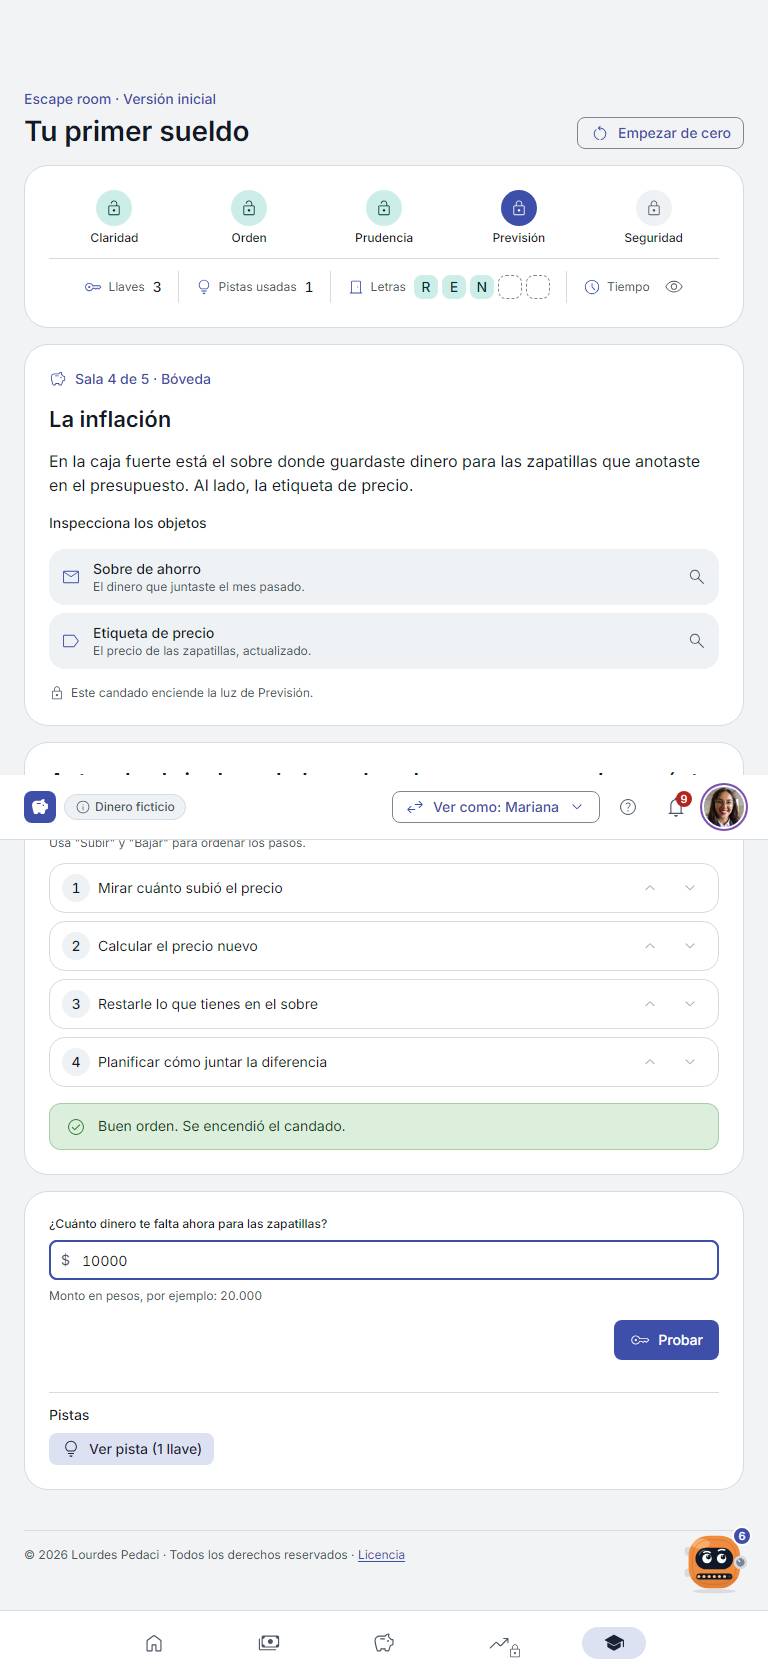 Escape room · Versión inicial
Tu primer sueldo
Empezar de cero
Claridad
Orden
Prudencia
Previsión
Seguridad
Llaves 3
Pistas usadas 1
Letras R E N
Tiempo
Sala 4 de 5 · Bóveda
La inflación
En la caja fuerte está el sobre donde guardaste dinero para las zapatillas que anotaste
en el presupuesto. Al lado, la etiqueta de precio.
Inspecciona los objetos
Sobre de ahorro
El dinero que juntaste el mes pasado.
Etiqueta de precio
El precio de las zapatillas, actualizado.
Este candado enciende la luz de Previsión.
Dinero ficticio
Ver como: Mariana
9
Usa "Subir" y "Bajar" para ordenar los pasos.
1 Mirar cuánto subió el precio
2 Calcular el precio nuevo
3 Restarle lo que tienes en el sobre
4 Planificar cómo juntar la diferencia
Buen orden. Se encendió el candado.
¿Cuánto dinero te falta ahora para las zapatillas?
$ 10000
Monto en pesos, por ejemplo: 20.000
Probar
Pistas
Ver pista (1 llave)
6
© 2026 Lourdes Pedaci · Todos los derechos reservados · Licencia